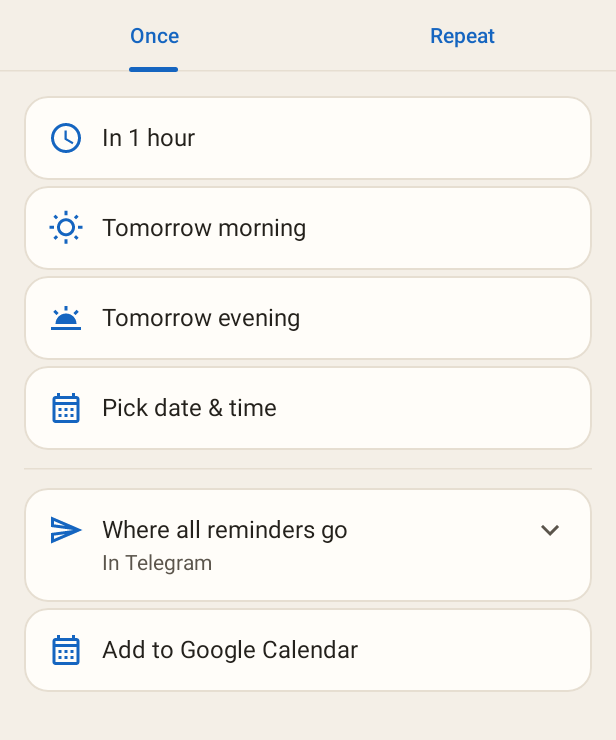 Once
Repeat
In 1 hour
Tomorrow morning
Tomorrow evening
Pick date & time
Where all reminders go
In Telegram
Add to Google Calendar